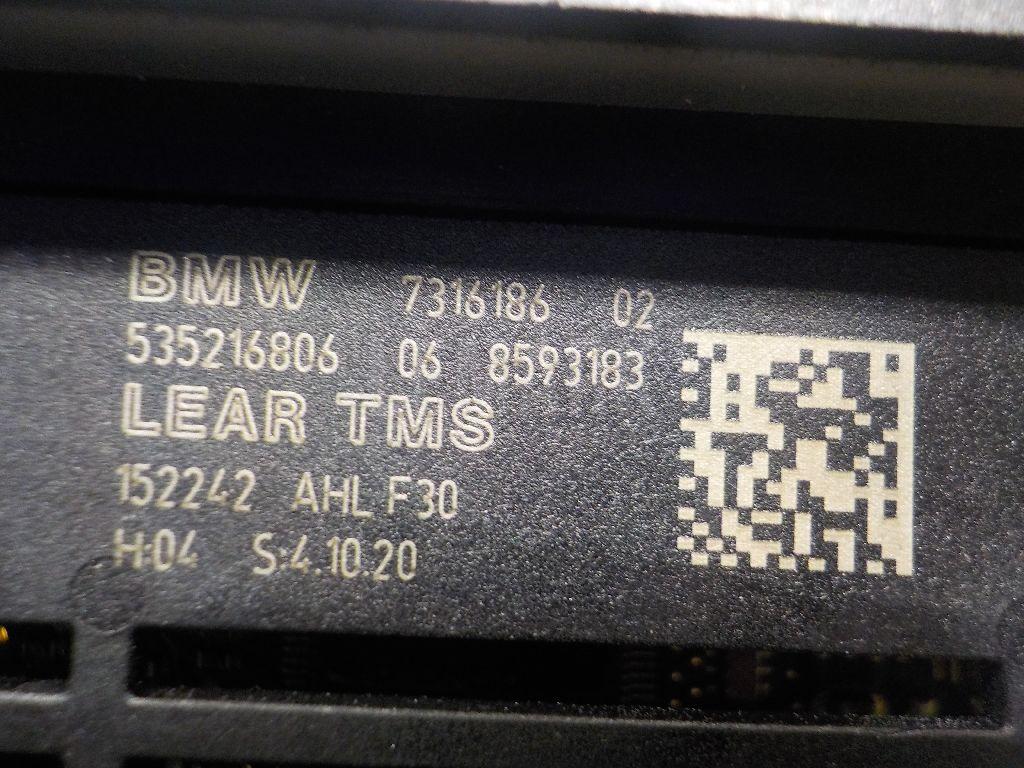 BMW 7316186 02
535216806 06 8593183
LEAR TMS
152242 AHL F30
H:04 S:4.10.20